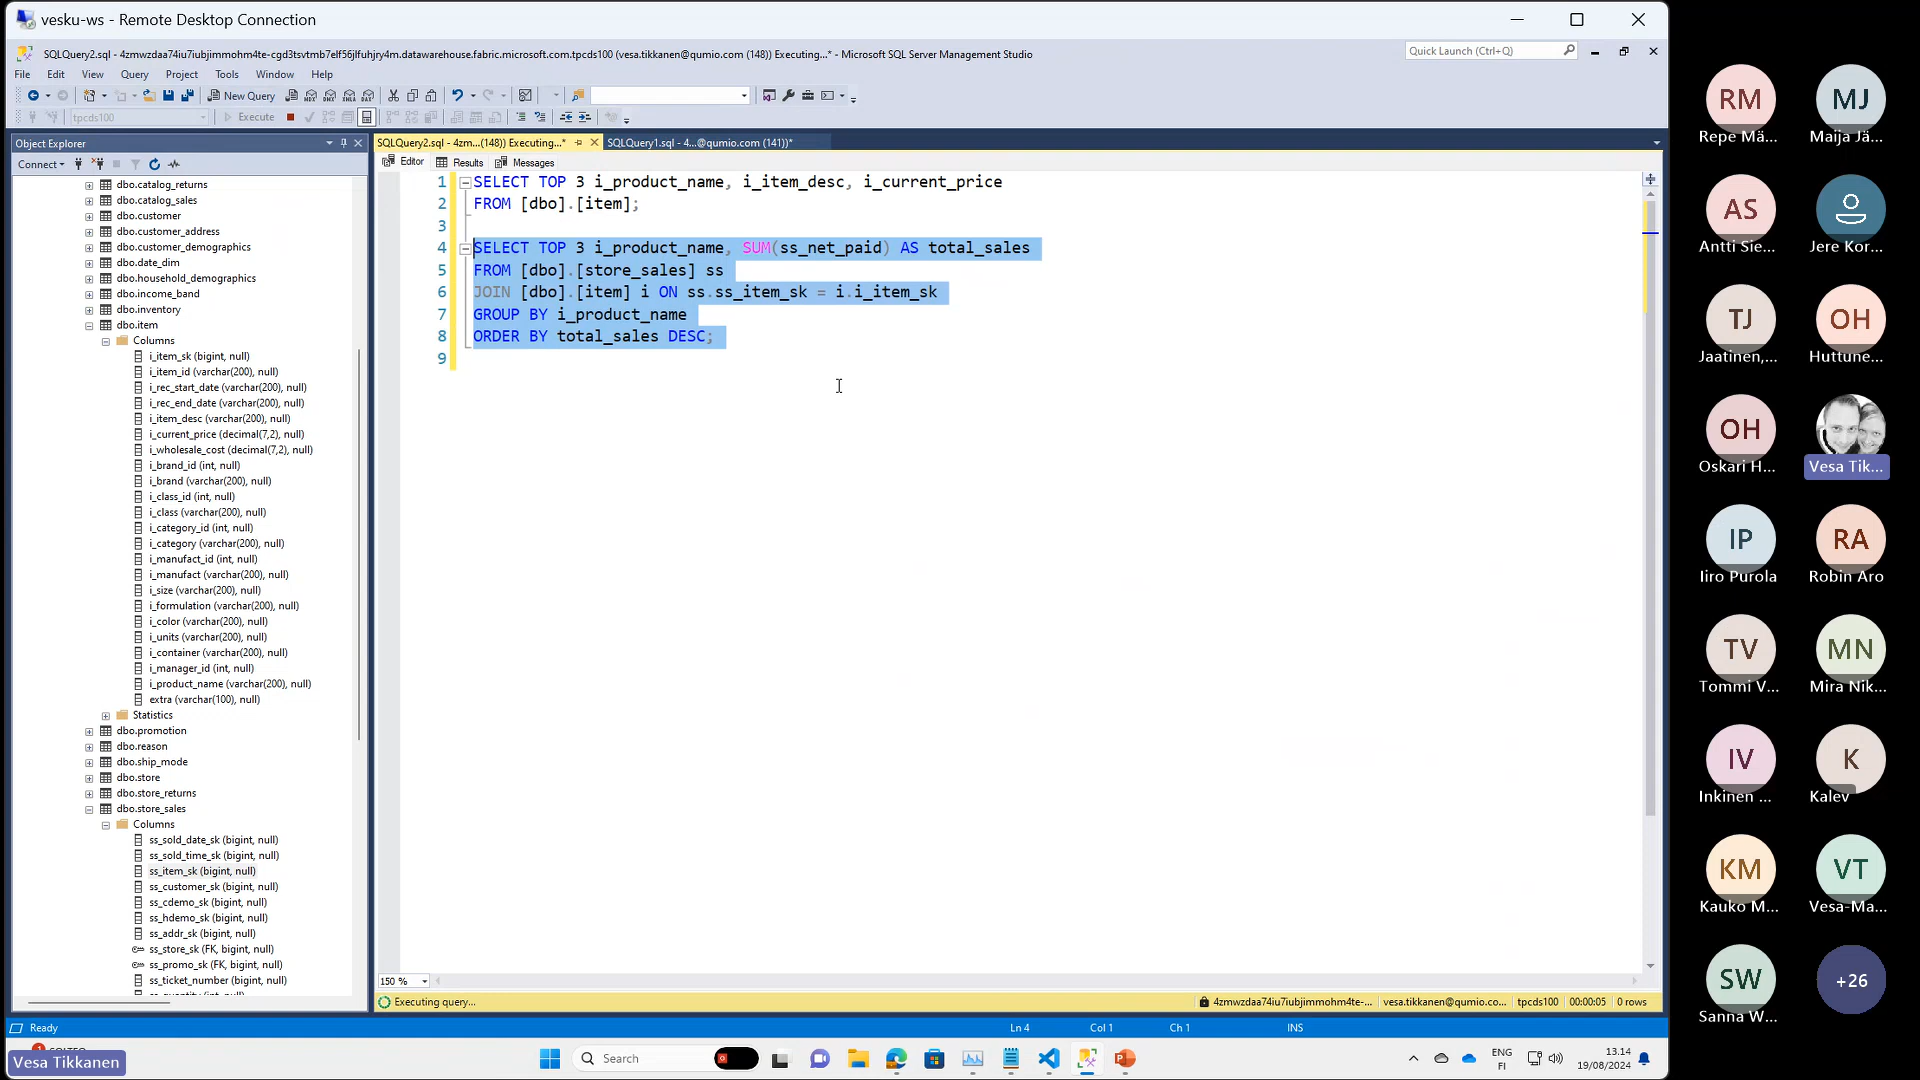 vesku-ws - Remote Desktop Connection
SQLQuery2.sql - 4zmwzdaa74iu7iubjimmohm4te-cgd3tsvtmb7elf56jlfuhjry4m.datawarehouse.fabric.microsoft.com.tpcds100 (vesa.tikkanen@qumio.com (148)) Executing...* - Microsoft SQL Server Management Studio
Quick Launch (Ctrl+Q)
File Edit View Query Project Tools Window Help
New Query
tpcds100
Execute
Object Explorer
Connect
SQLQuery2.sql - 4zm...(148)) Executing...*
SQLQuery1.sql - 4...@qumio.com (141))*
Editor Results Messages
dbo.catalog_returns
dbo.catalog_sales
dbo.customer
dbo.customer_address
dbo.customer_demographics
dbo.date_dim
dbo.household_demographics
dbo.income_band
dbo.inventory
dbo.item
Columns
i_item_sk (bigint, null)
i_item_id (varchar(200), null)
i_rec_start_date (varchar(200), null)
i_rec_end_date (varchar(200), null)
i_item_desc (varchar(200), null)
i_current_price (decimal(7,2), null)
i_wholesale_cost (decimal(7,2), null)
i_brand_id (int, null)
i_brand (varchar(200), null)
i_class_id (int, null)
i_class (varchar(200), null)
i_category_id (int, null)
i_category (varchar(200), null)
i_manufact_id (int, null)
i_manufact (varchar(200), null)
i_size (varchar(200), null)
i_formulation (varchar(200), null)
i_color (varchar(200), null)
i_units (varchar(200), null)
i_container (varchar(200), null)
i_manager_id (int, null)
i_product_name (varchar(200), null)
extra (varchar(100), null)
Statistics
dbo.promotion
dbo.reason
dbo.ship_mode
dbo.store
dbo.store_returns
dbo.store_sales
Columns
ss_sold_date_sk (bigint, null)
ss_sold_time_sk (bigint, null)
ss_item_sk (bigint, null)
ss_customer_sk (bigint, null)
ss_cdemo_sk (bigint, null)
ss_hdemo_sk (bigint, null)
ss_addr_sk (bigint, null)
ss_store_sk (FK, bigint, null)
ss_promo_sk (FK, bigint, null)
ss_ticket_number (bigint, null)
1 SELECT TOP 3 i_product_name, i_item_desc, i_current_price
2 FROM [dbo].[item];
3
4 SELECT TOP 3 i_product_name, SUM(ss_net_paid) AS total_sales
5 FROM [dbo].[store_sales] ss
6 JOIN [dbo].[item] i ON ss.ss_item_sk = i.i_item_sk
7 GROUP BY i_product_name
8 ORDER BY total_sales DESC;
9
150 %
Executing query...
4zmwzdaa74iu7iubjimmohm4te-...
vesa.tikkanen@qumio.co...
tpcds100
00:00:05
0 rows
Ready
Ln 4
Col 1
Ch 1
INS
Vesa Tikkanen
Search
ENG
FI
13.14
19/08/2024
RM
Repe Mä...
MJ
Maija Jä...
AS
Antti Sie...
Jere Kor...
TJ
Jaatinen,...
OH
Huttune...
OH
Oskari H...
Vesa Tik...
IP
Iiro Purola
RA
Robin Aro
TV
Tommi V...
MN
Mira Nik...
IV
Inkinen ...
K
Kalev
KM
Kauko M...
VT
Vesa-Ma...
SW
Sanna W...
+26